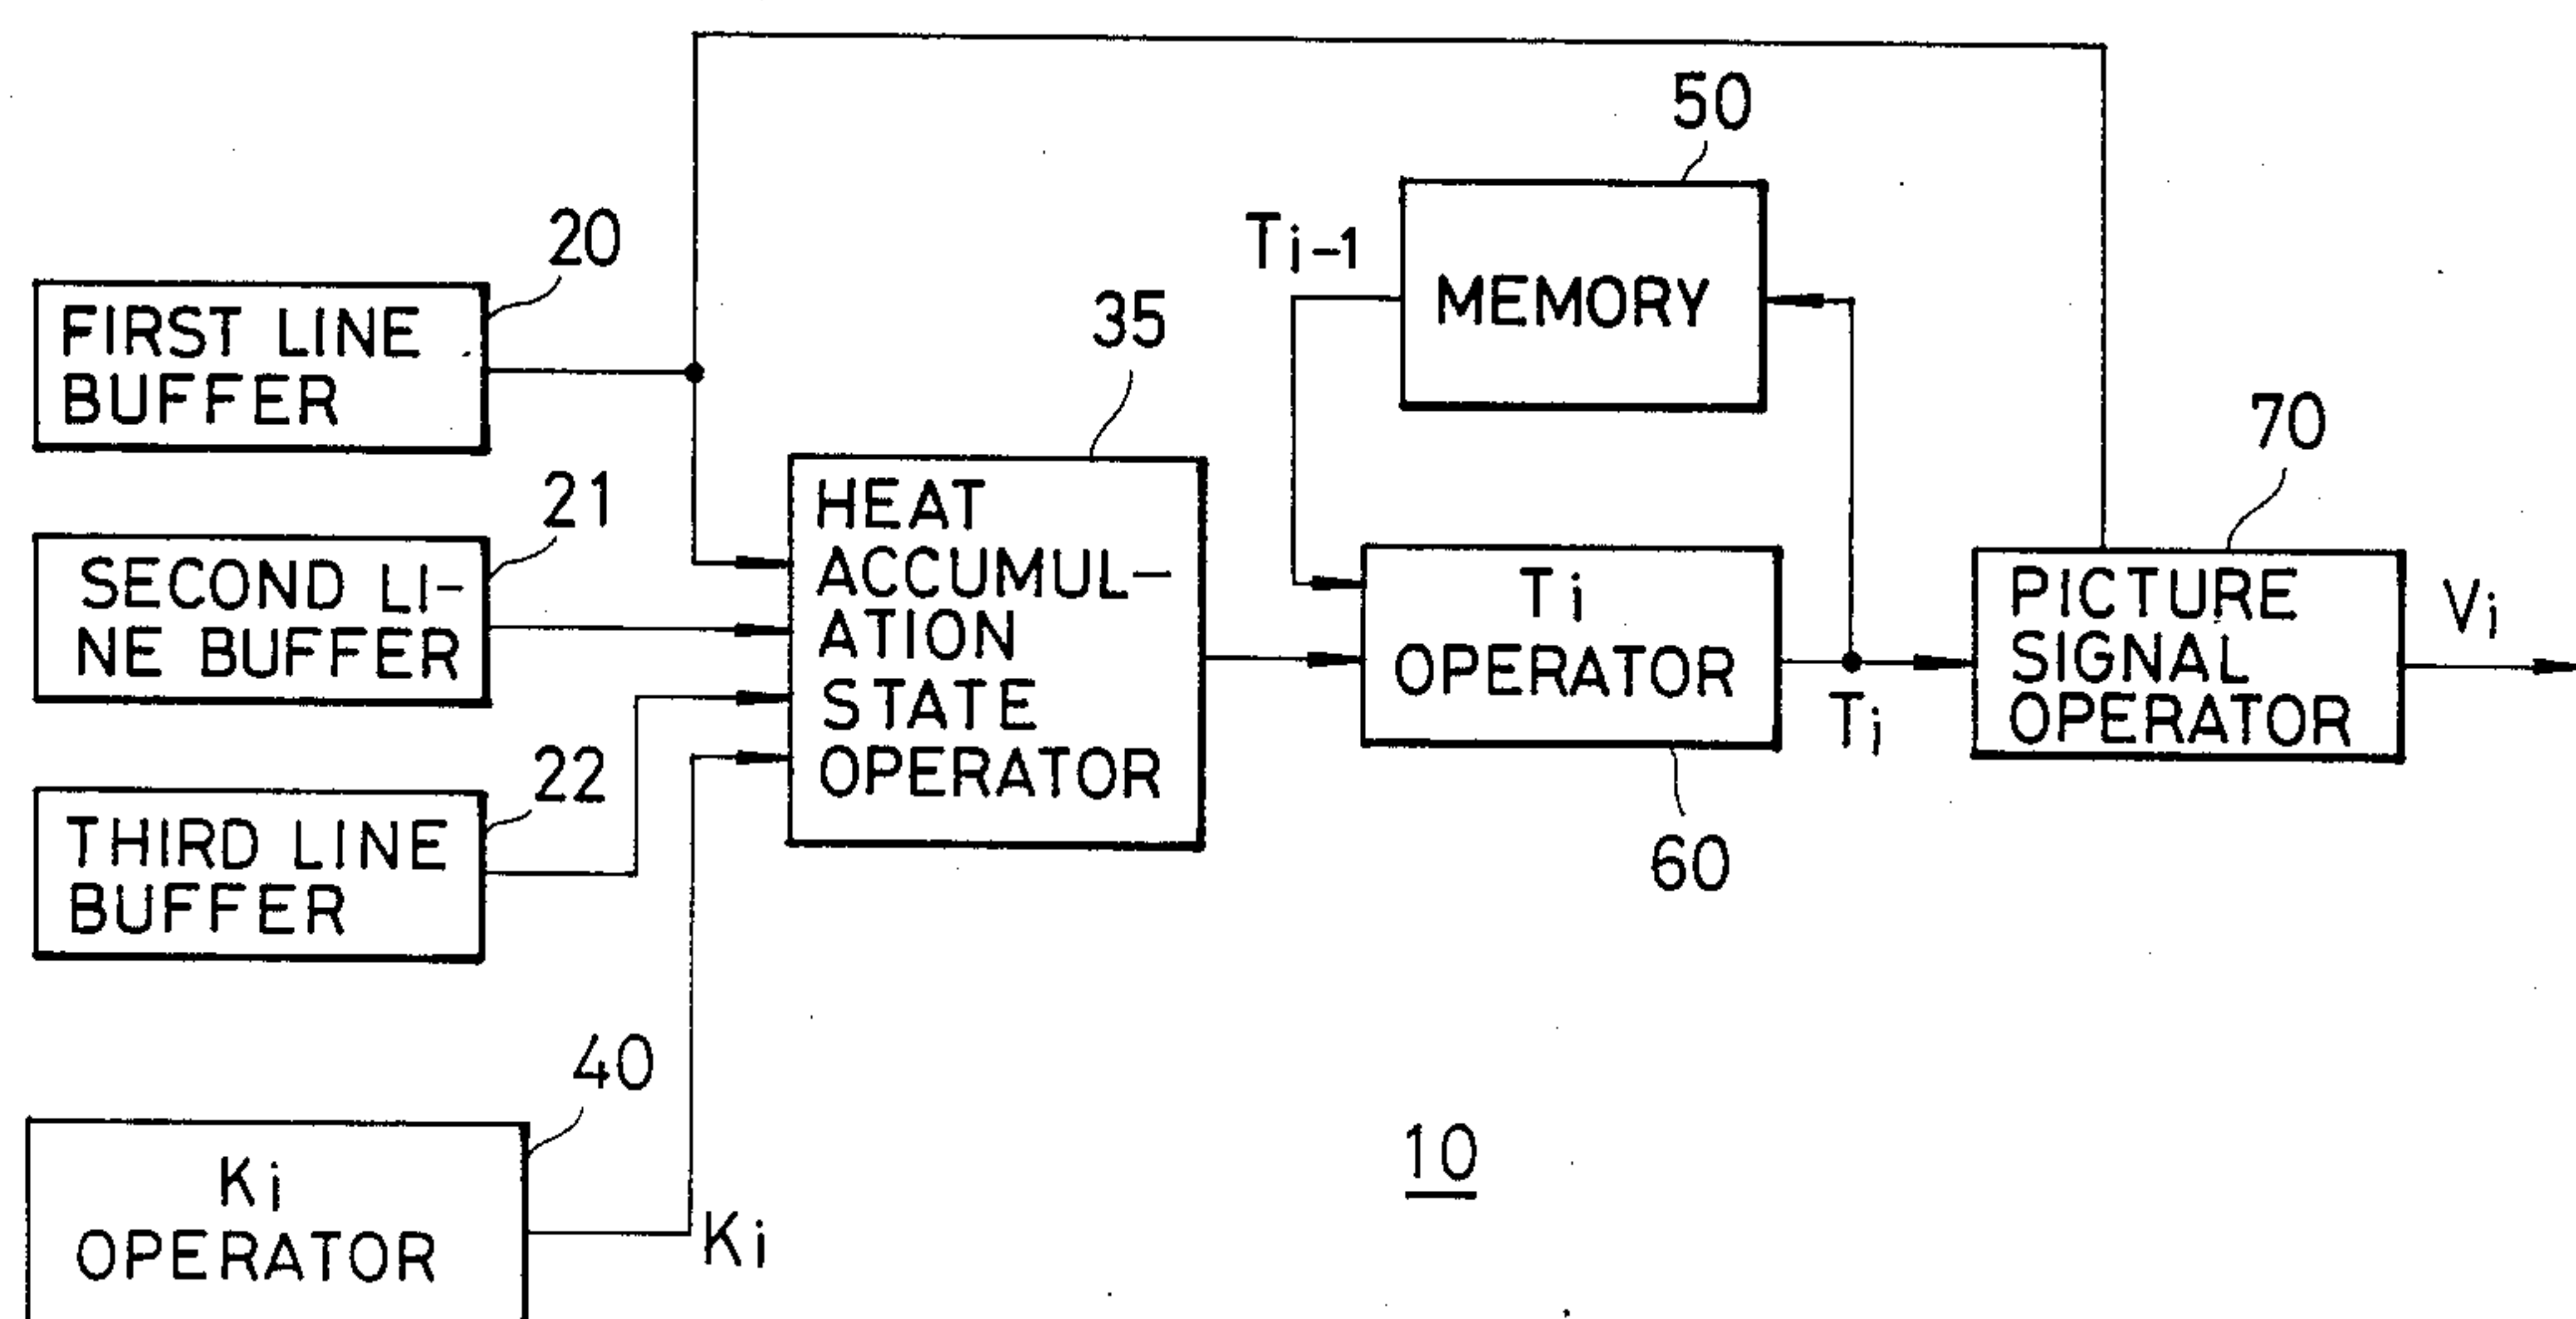 50
20
Ti-1
MEMORY
FIRST LINE
BUFFER
35
70
21
HEAT
ACCUMUL-
ATION
STATE
OPERATOR
SECOND LI-
NE BUFFER
Ti
OPERATOR
Ti
PICTURE
SIGNAL
OPERATOR
Vi
22
THIRD LINE
BUFFER
60
40
Ki
OPERATOR
Ki
10